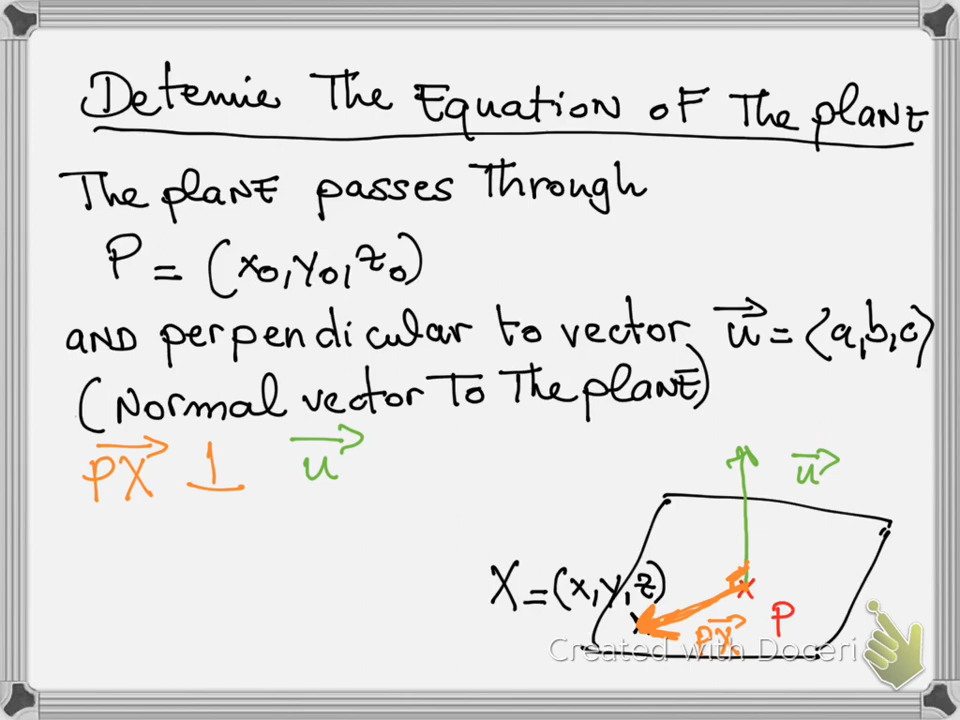 Detemie The Equation of The plane
The plane passes Through
P = (x₀, y₀, z₀)
and perpendicular to vector u⃗ = ⟨a, b, c⟩
(Normal vector To The plane)
PX⃗ ⊥ u⃗
u⃗
X = (x, y, z)
P
PX⃗
Created with Doceri